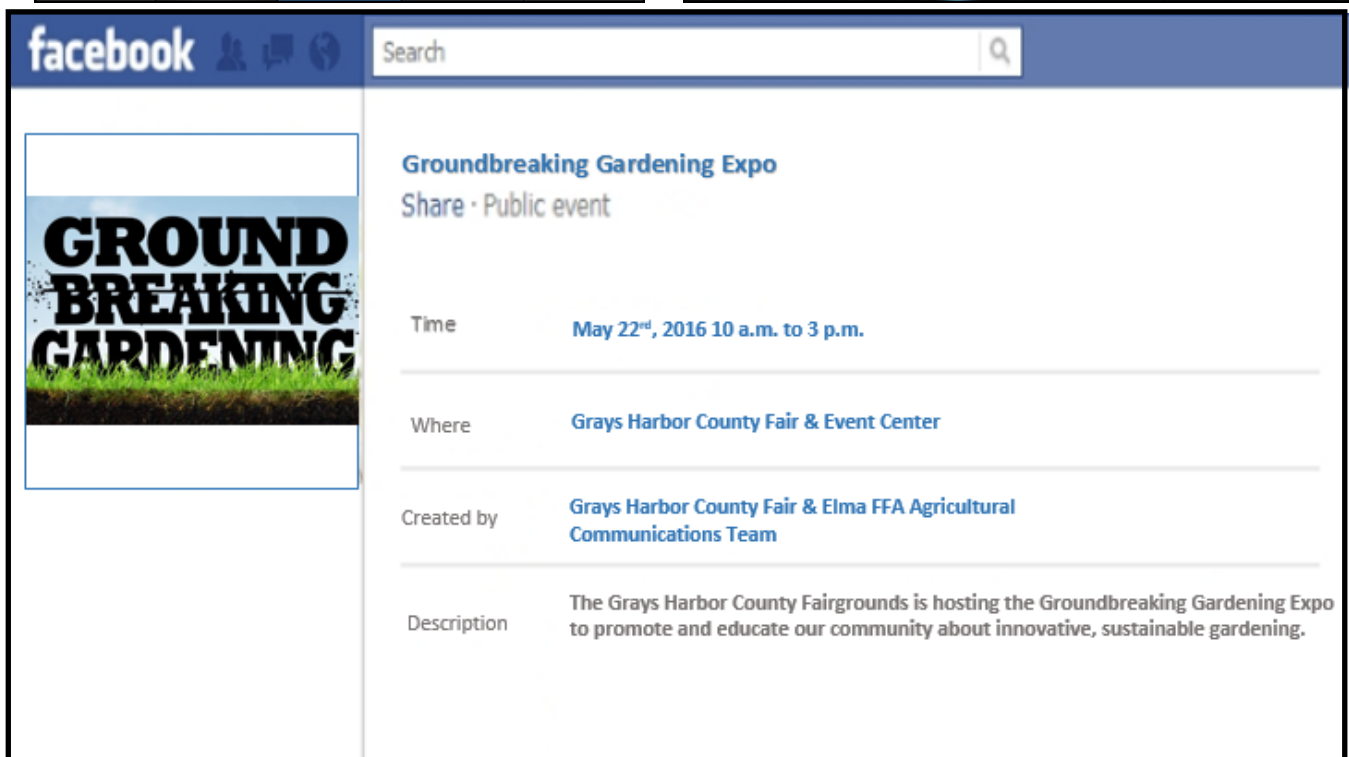 facebook
Search
GROUND
BREAKING
GARDENING
Groundbreaking Gardening Expo
Share · Public event
Time
May 22rd, 2016 10 a.m. to 3 p.m.
Where
Grays Harbor County Fair & Event Center
Created by
Grays Harbor County Fair & Elma FFA Agricultural
Communications Team
Description
The Grays Harbor County Fairgrounds is hosting the Groundbreaking Gardening Expo
to promote and educate our community about innovative, sustainable gardening.